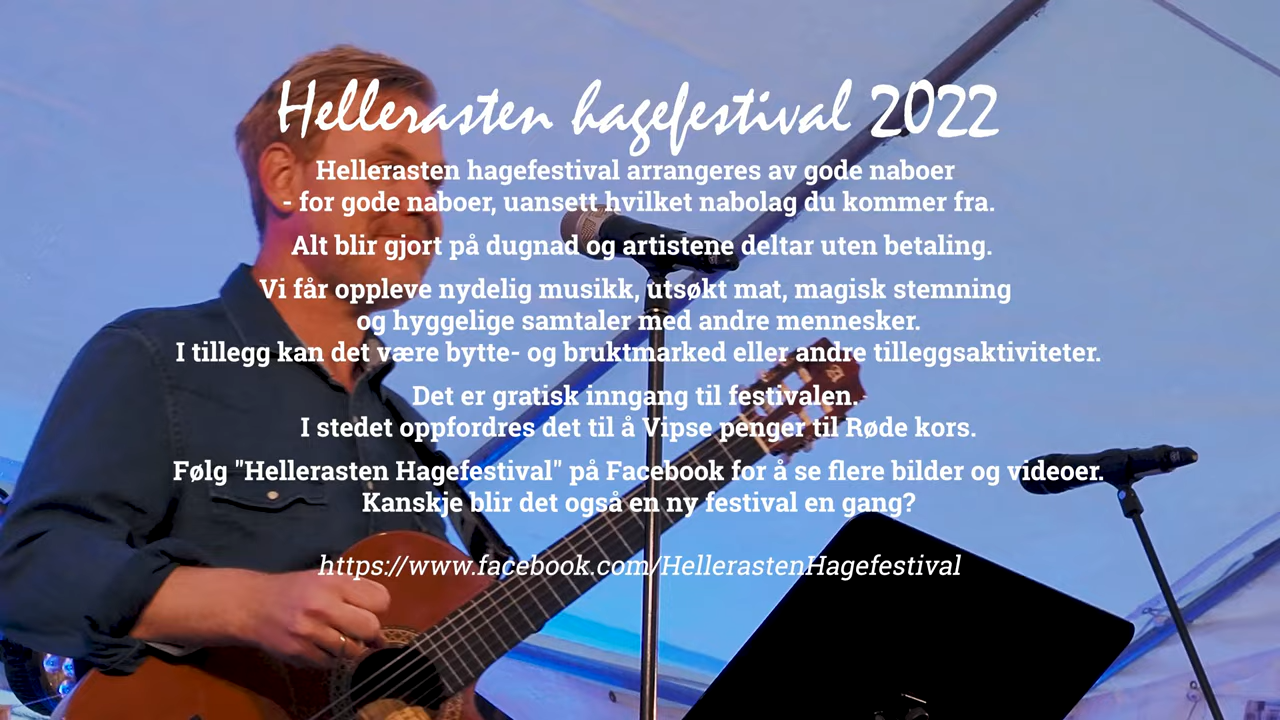 Hellerasten hagefestival 2022
Hellerasten hagefestival arrangeres av gode naboer
- for gode naboer, uansett hvilket nabolag du kommer fra.
Alt blir gjort på dugnad og artistene deltar uten betaling.
Vi får oppleve nydelig musikk, utsøkt mat, magisk stemning
og hyggelige samtaler med andre mennesker.
I tillegg kan det være bytte- og bruktmarked eller andre tilleggsaktiviteter.
Det er gratisk inngang til festivalen.
I stedet oppfordres det til å Vipse penger til Røde kors.
Følg "Hellerasten Hagefestival" på Facebook for å se flere bilder og videoer.
Kanskje blir det også en ny festival en gang?
https://www.facebook.com/HellerastenHagefestival